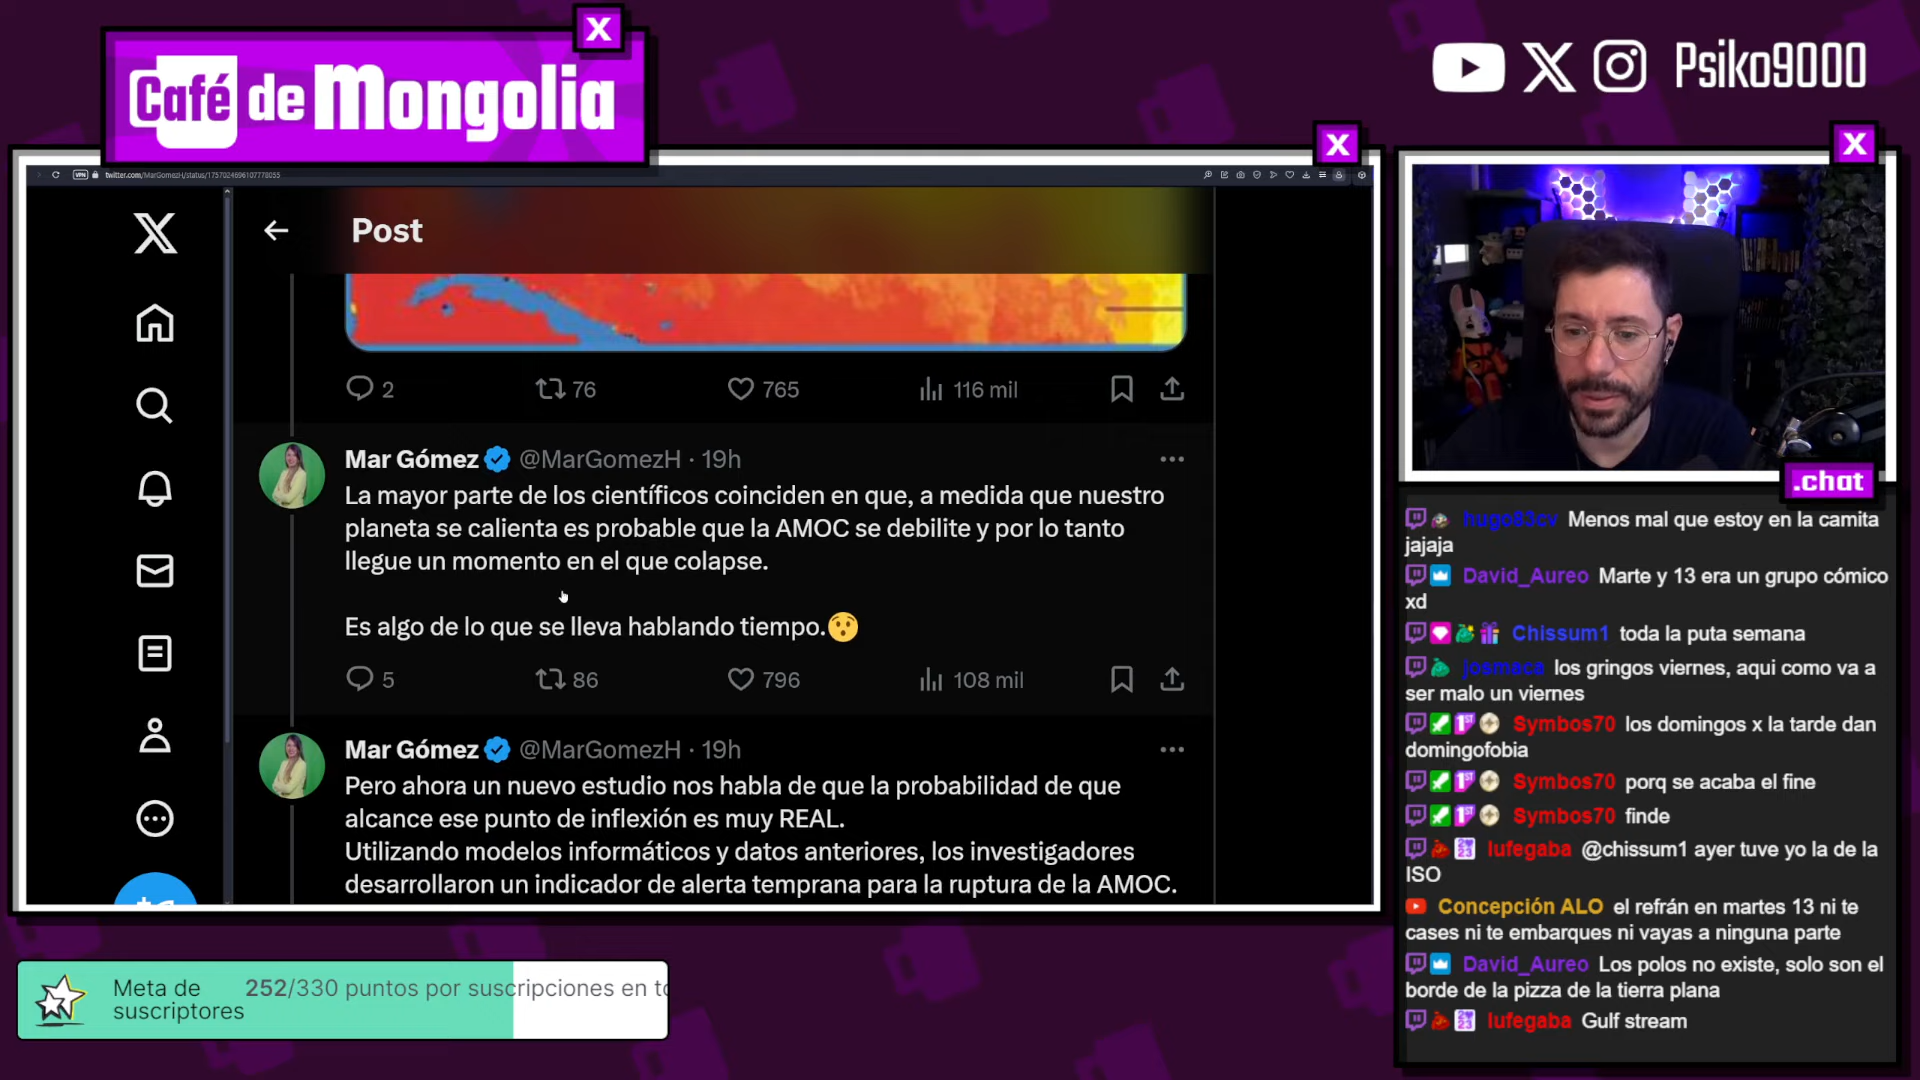 Café de Mongolia
X
Psiko9000
X
X
VPN
twitter.com/MarGomezH/status/1757024696107778055
Post
2
76
765
116 mil
Mar Gómez @MarGomezH · 19h
La mayor parte de los científicos coinciden en que, a medida que nuestro
planeta se calienta es probable que la AMOC se debilite y por lo tanto
llegue un momento en el que colapse.
Es algo de lo que se lleva hablando tiempo.😯
5
86
796
108 mil
Mar Gómez @MarGomezH · 19h
Pero ahora un nuevo estudio nos habla de que la probabilidad de que
alcance ese punto de inflexión es muy REAL.
Utilizando modelos informáticos y datos anteriores, los investigadores
desarrollaron un indicador de alerta temprana para la ruptura de la AMOC.
.chat
hugo83cv Menos mal que estoy en la camita
jajaja
David_Aureo Marte y 13 era un grupo cómico
xd
Chissum1 toda la puta semana
josmaca los gringos viernes, aqui como va a
ser malo un viernes
Symbos70 los domingos x la tarde dan
domingofobia
Symbos70 porq se acaba el fine
Symbos70 finde
lufegaba @chissum1 ayer tuve yo la de la
ISO
Concepción ALO el refrán en martes 13 ni te
cases ni te embarques ni vayas a ninguna parte
David_Aureo Los polos no existe, solo son el
borde de la pizza de la tierra plana
lufegaba Gulf stream
Meta de
suscriptores
252/330 puntos por suscripciones en to